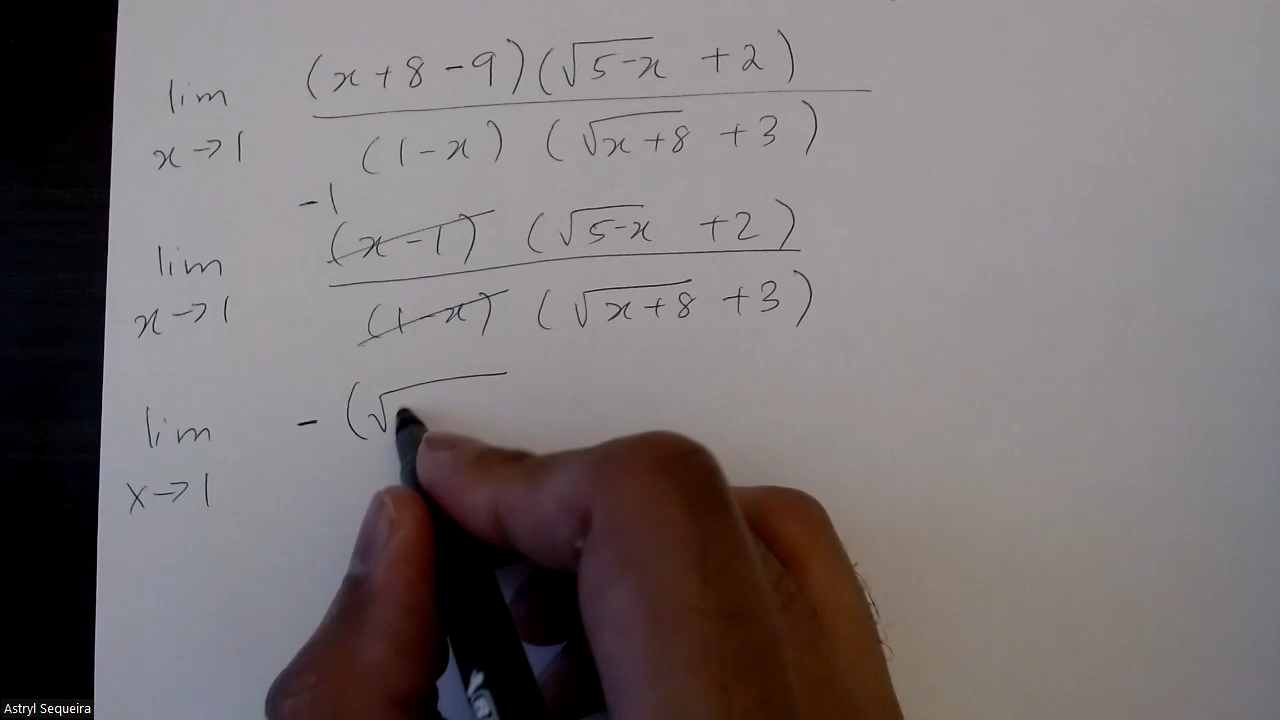 (x+8-9)(√5-x +2)
lim
x→1
(1-x) (√x+8 +3)
-1
(x-1) (√5-x +2)
lim
x→1
(1-x) (√x+8 +3)
lim - (√
x→1
Astryl Sequeira